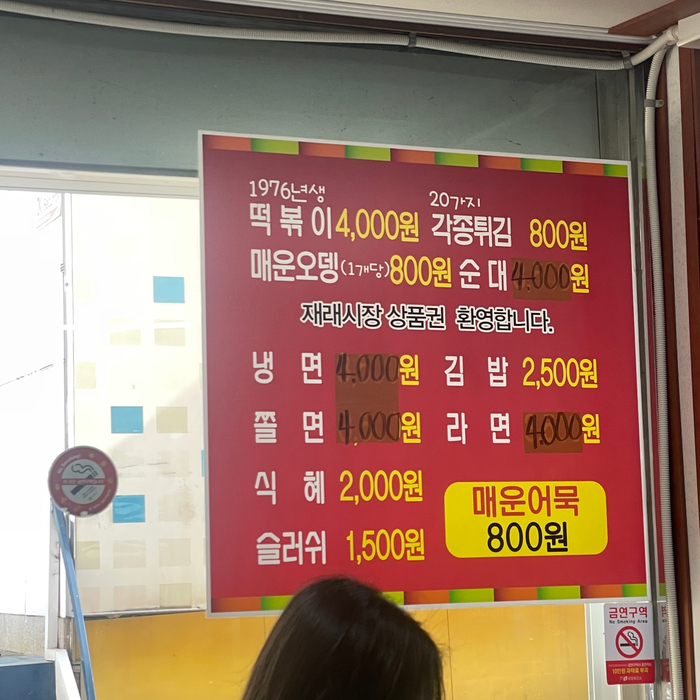 1976년생 20가지
떡볶이 4,000원 각종튀김 800원
매운오뎅(1개당)800원 순대 4.000원
재래시장 상품권 환영합니다.
냉면 4.000원 김밥 2,500원
쫄면 4.000원 라면 4.000원
식혜 2,000원
슬러쉬 1,500원
매운어묵
800원
금연구역
No Smoking Area